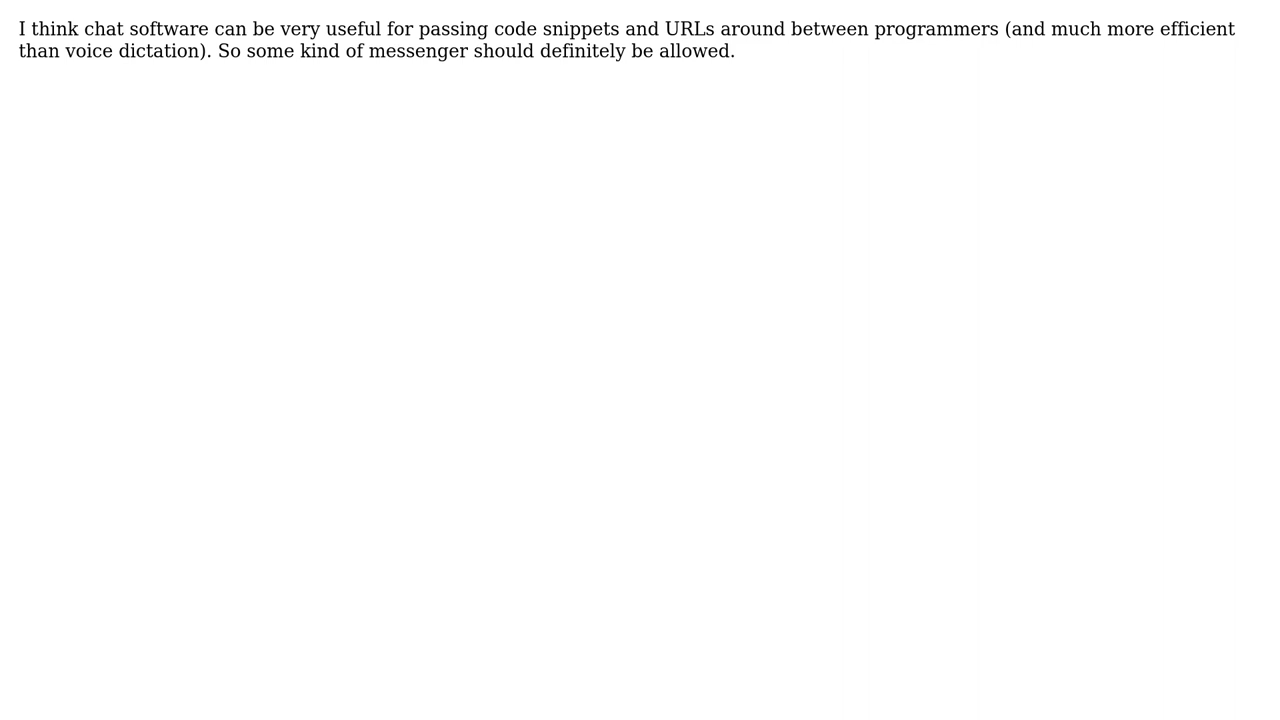 I think chat software can be very useful for passing code snippets and URLs around between programmers (and much more efficient
than voice dictation). So some kind of messenger should definitely be allowed.